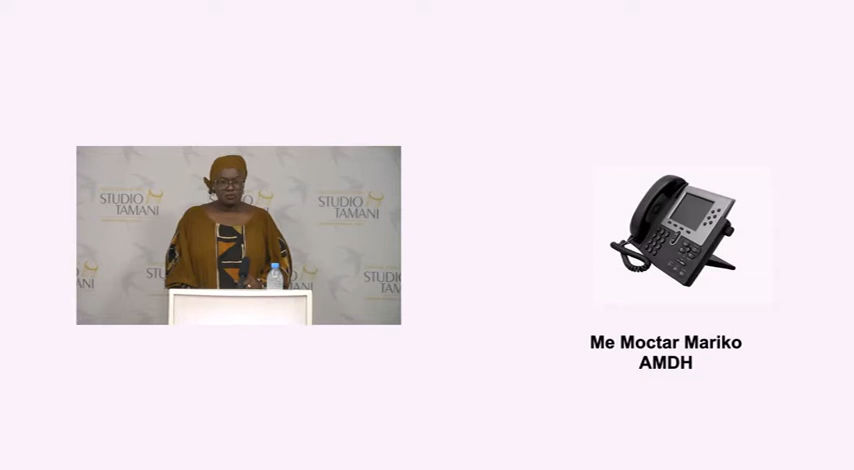 STUDIO
TAMANI
STUDIO
TAMANI
STUDIO
TAMANI
Me Moctar Mariko
AMDH